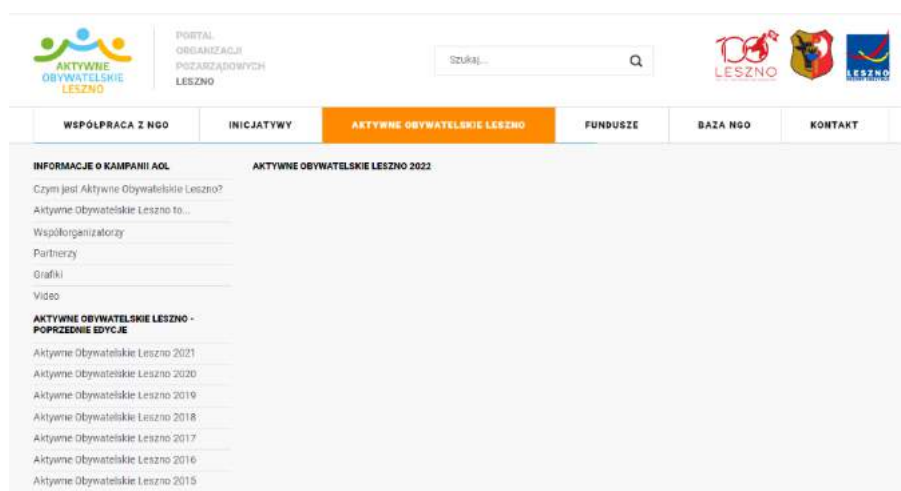 AKTYWNE
OBYWATELSKIE
LESZNO
PORTAL
ORGANIZACJI
POZARZĄDOWYCH
LESZNO
Szukaj...
100
LESZNO
LESZNO
WSPÓŁPRACA Z NGO
INICJATYWY
AKTYWNE OBYWATELSKIE LESZNO
FUNDUSZE
BAZA NGO
KONTAKT
INFORMACJE O KAMPANII AOL
AKTYWNE OBYWATELSKIE LESZNO 2022
Czym jest Aktywne Obywatelskie Leszno?
Aktywne Obywatelskie Leszno to...
Współorganizatorzy
Partnerzy
Grafiki
Video
AKTYWNE OBYWATELSKIE LESZNO -
POPRZEDNIE EDYCJE
Aktywne Obywatelskie Leszno 2021
Aktywne Obywatelskie Leszno 2020
Aktywne Obywatelskie Leszno 2019
Aktywne Obywatelskie Leszno 2018
Aktywne Obywatelskie Leszno 2017
Aktywne Obywatelskie Leszno 2016
Aktywne Obywatelskie Leszno 2015